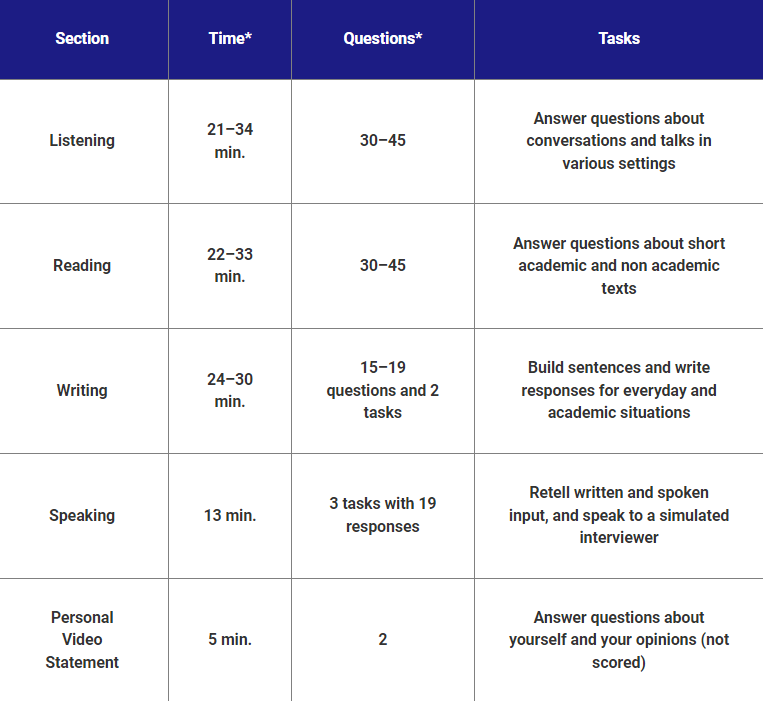 Section Time* Questions* Tasks
Listening
21–34
min.
30–45
Answer questions about
conversations and talks in
various settings
Reading
22–33
min.
30–45
Answer questions about short
academic and non academic
texts
Writing
24–30
min.
15–19
questions and 2
tasks
Build sentences and write
responses for everyday and
academic situations
Speaking
13 min.
3 tasks with 19
responses
Retell written and spoken
input, and speak to a simulated
interviewer
Personal
Video
Statement
5 min.
2
Answer questions about
yourself and your opinions (not
scored)